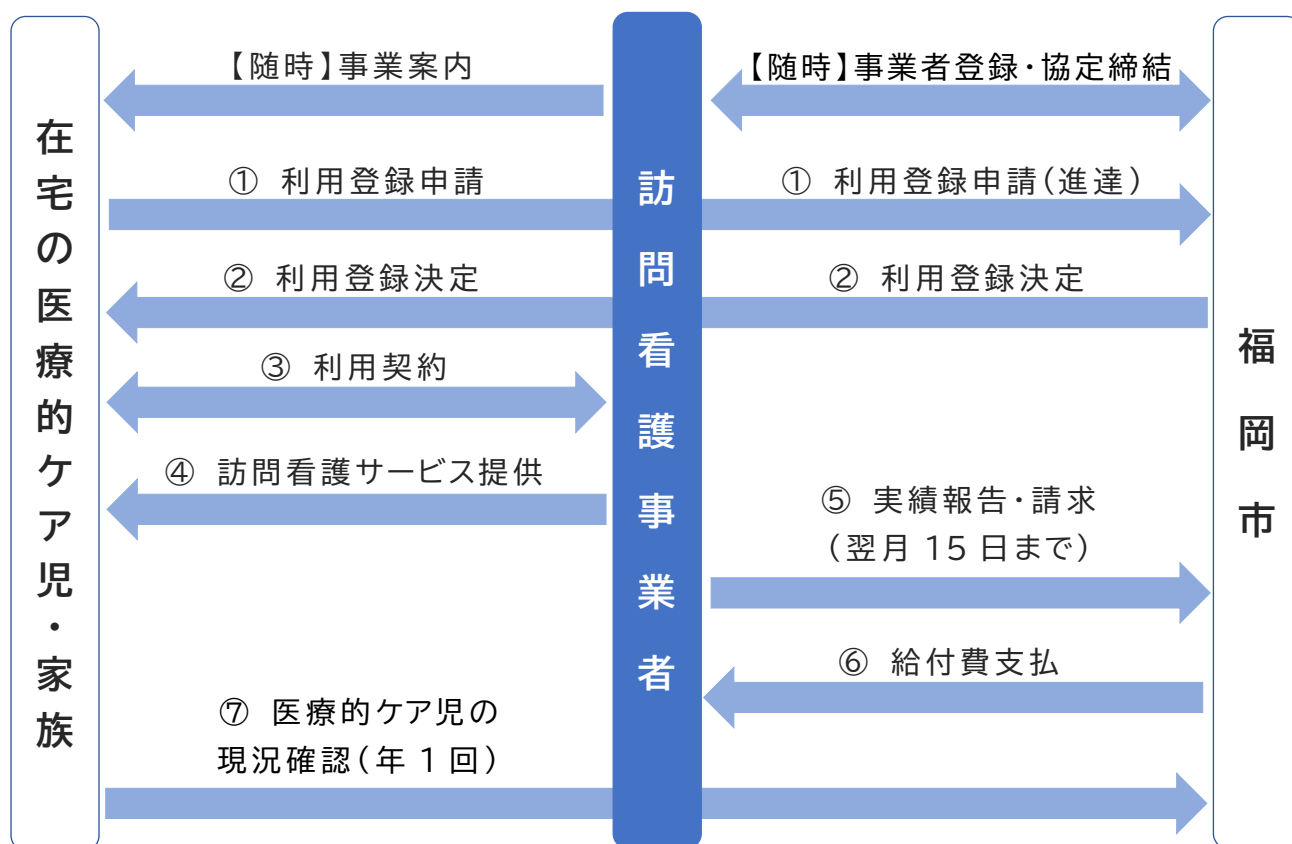 在宅の医療的ケア児・家族
訪問看護事業者
福岡市
【随時】事業案内
【随時】事業者登録・協定締結
① 利用登録申請
① 利用登録申請(進達)
② 利用登録決定
② 利用登録決定
③ 利用契約
④ 訪問看護サービス提供
⑤ 実績報告・請求
(翌月 15 日まで)
⑥ 給付費支払
⑦ 医療的ケア児の
現況確認(年 1 回)